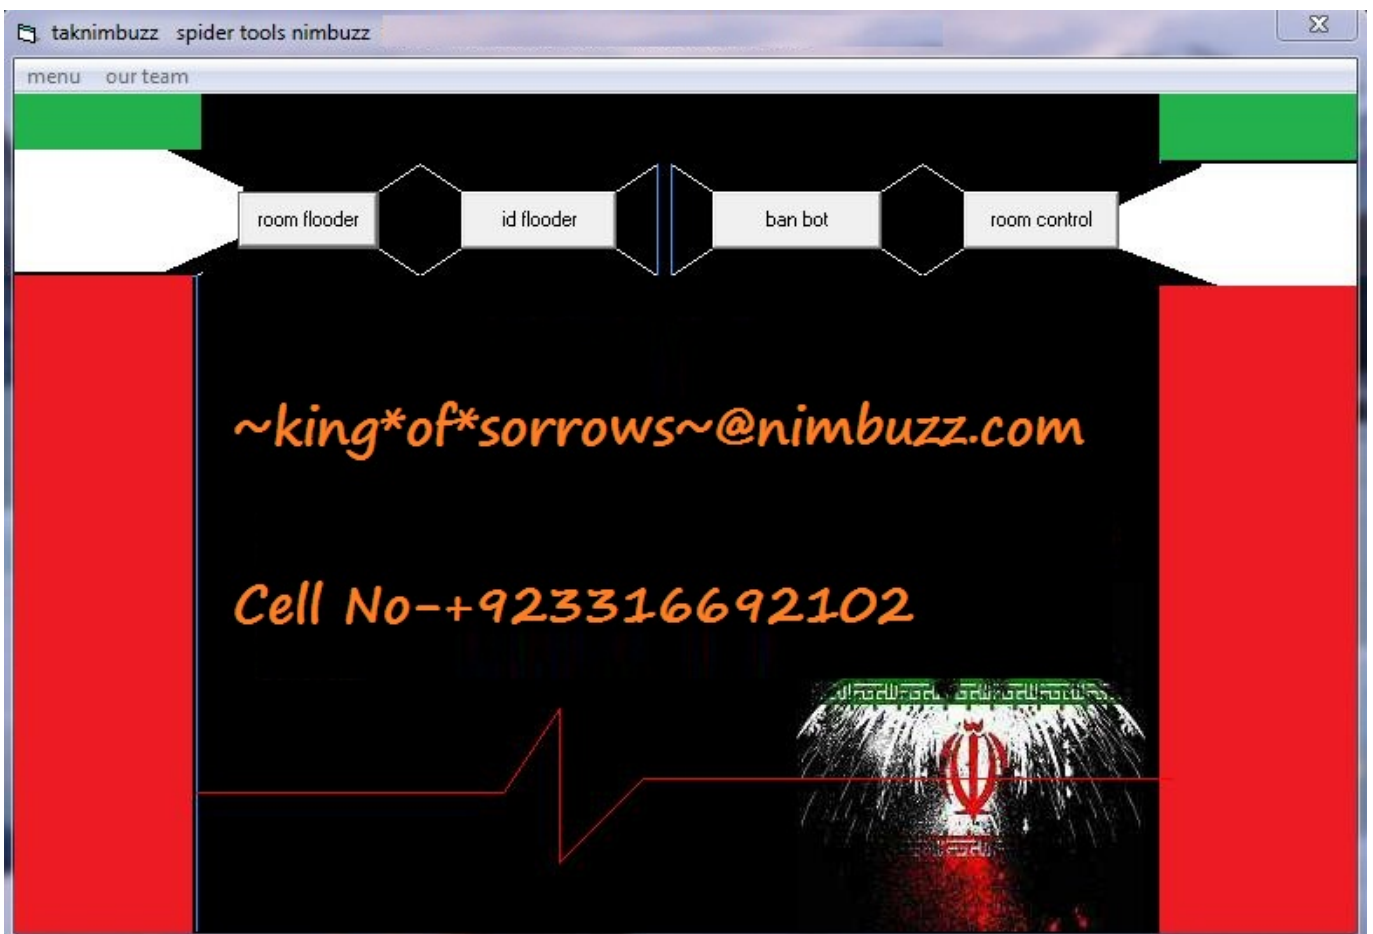 taknimbuzz spider tools nimbuzz
menu our team
room flooder id flooder ban bot room control
~king*of*sorrows~@nimbuzz.com
Cell No-+923316692102